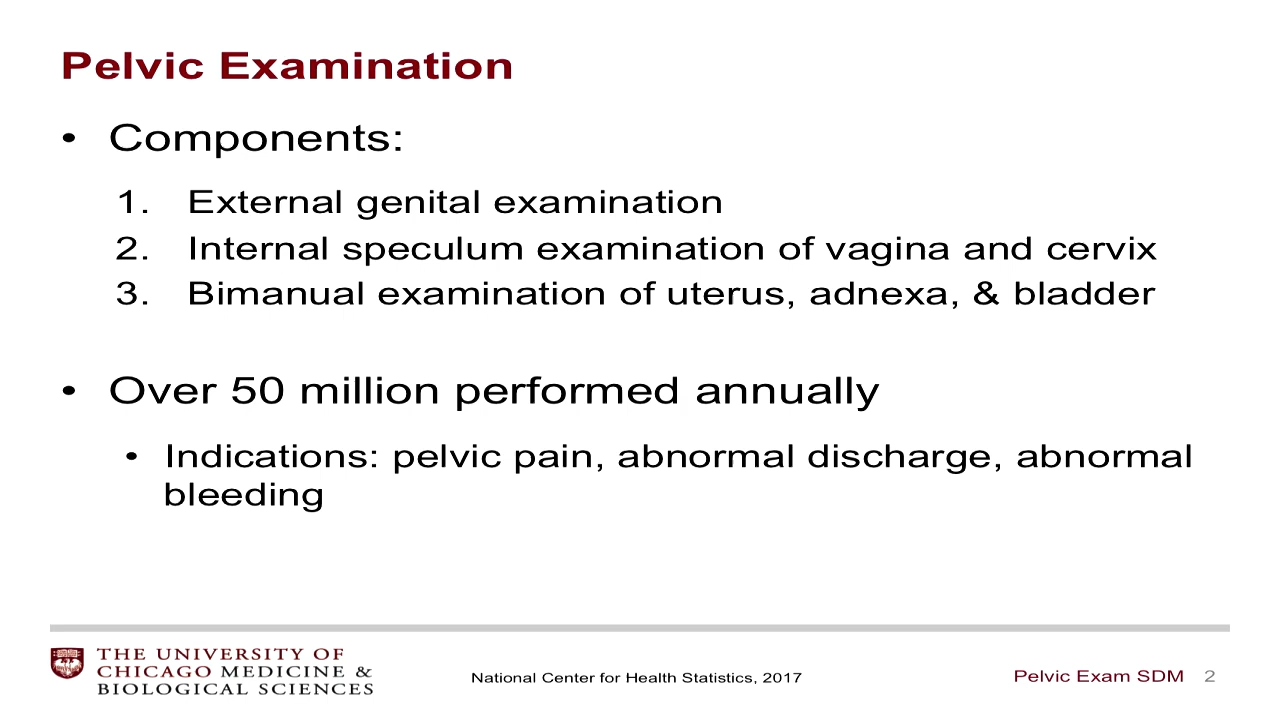 Pelvic Examination
• Components:
1. External genital examination
2. Internal speculum examination of vagina and cervix
3. Bimanual examination of uterus, adnexa, & bladder
• Over 50 million performed annually
• Indications: pelvic pain, abnormal discharge, abnormal
bleeding
THE UNIVERSITY OF
CHICAGO MEDICINE &
BIOLOGICAL SCIENCES
National Center for Health Statistics, 2017
Pelvic Exam SDM 2